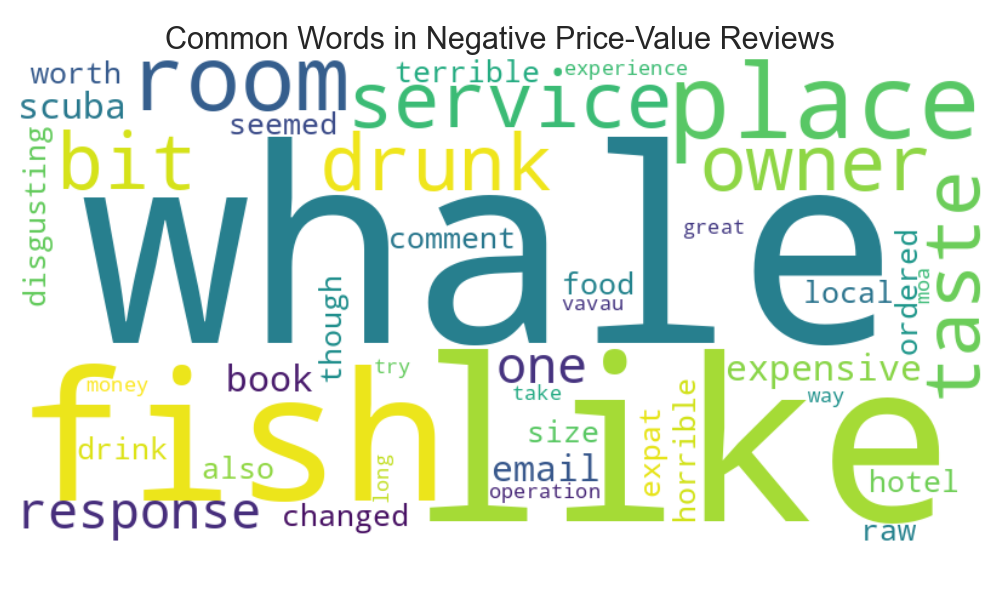 Common Words in Negative Price-Value Reviews
worth
room
terrible
experience
place
scuba
seemed
service
disgusting
bit
drunk
owner
taste
whale
comment
great
though
food
vavau
local
ordered
moa
fish
like
money
book
try
one
take
expensive
way
drink
also
long
size
email
operation
expat
horrible
hotel
response
changed
raw